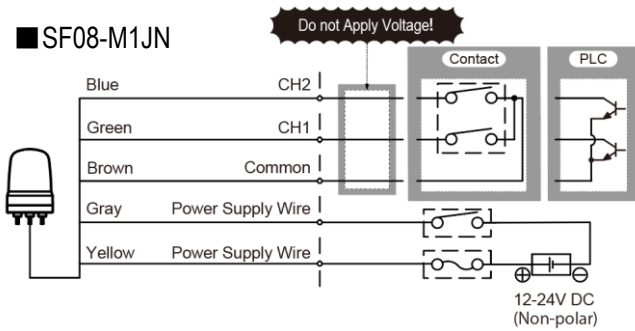 ■SF08-M1JN
Do not Apply Voltage!
Contact
PLC
Blue CH2
Green CH1
Brown Common
Gray Power Supply Wire
Yellow Power Supply Wire
⊕ ⊖
12-24V DC
(Non-polar)